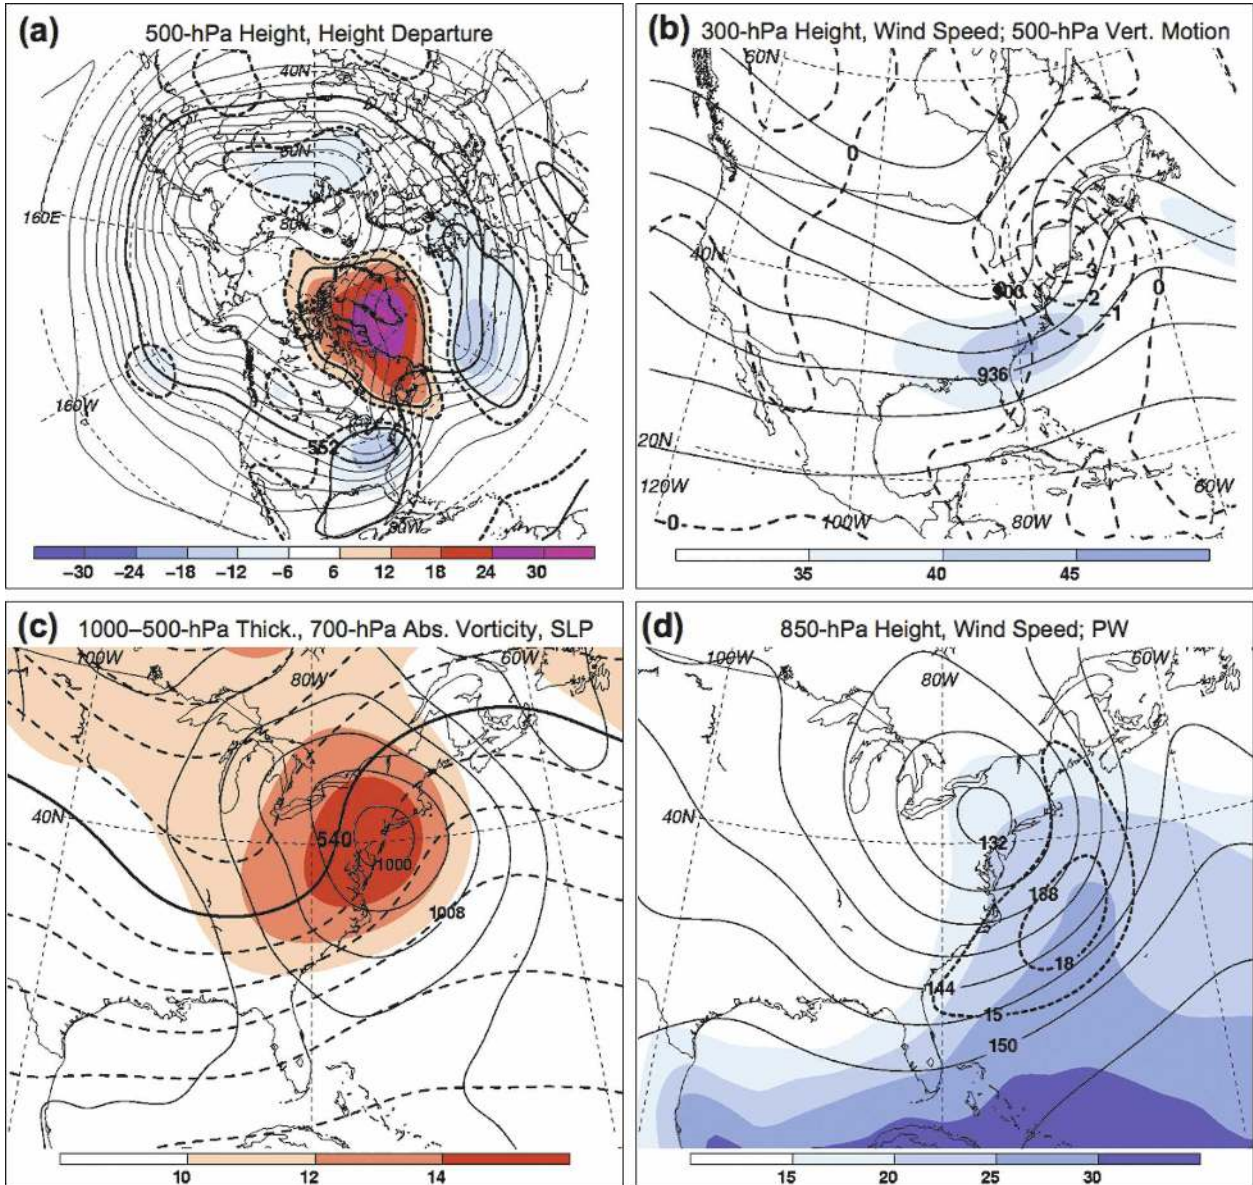 (a) 500-hPa Height, Height Departure
40N
60N
80N
160E
160W
552
80W
-30 -24 -18 -12 -6 6 12 18 24 30
(b) 300-hPa Height, Wind Speed; 500-hPa Vert. Motion
60N
0
40N
900
-3
-2
-1
0
936
20N
120W
100W
80W
60W
0
35 40 45
(c) 1000–500-hPa Thick., 700-hPa Abs. Vorticity, SLP
100W
80W
60W
40N
540
1000
1008
10 12 14
(d) 850-hPa Height, Wind Speed; PW
100W
80W
60W
40N
132
138
18
144
15
150
15 20 25 30